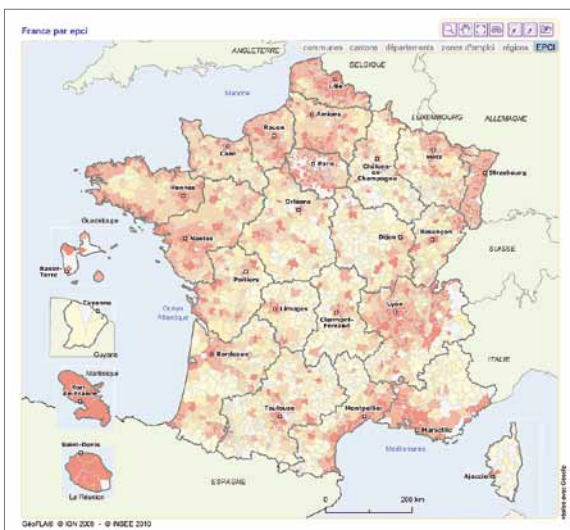 France par epci
communes cantons départements zones d'emploi régions EPCI
ANGLETERRE
BELGIQUE
Manche
Lille
LUXEMBOURG
ALLEMAGNE
Amiens
Rouen
Caen
Paris
Châlons-
en-
Champagne
Metz
Strasbourg
Rennes
Orléans
Guadeloupe
Nantes
Dijon
Besançon
SUISSE
Basse-
Terre
Poitiers
Cayenne
Océan
Atlantique
Limoges
Clermont-
Ferrand
Lyon
Guyane
ITALIE
Martinique
Bordeaux
Fort-
de-France
Toulouse
Montpellier
Marseille
Saint-Denis
Méditerranée
Ajaccio
La Réunion
ESPAGNE
0 200 km
GéoFLA® © IGN 2008 - © INSEE 2010